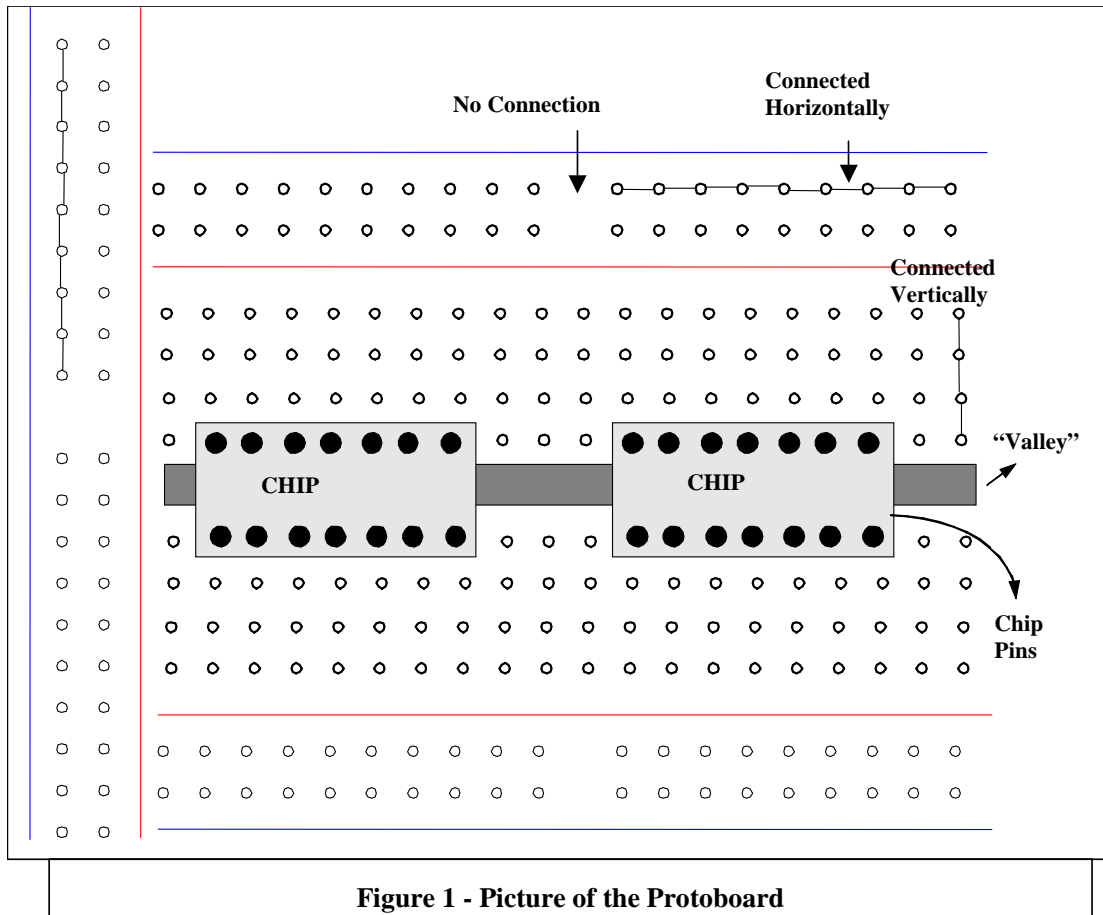 Connected
Horizontally
No Connection
Connected
Vertically
“Valley”
CHIP
CHIP
Chip
Pins
Figure 1 - Picture of the Protoboard